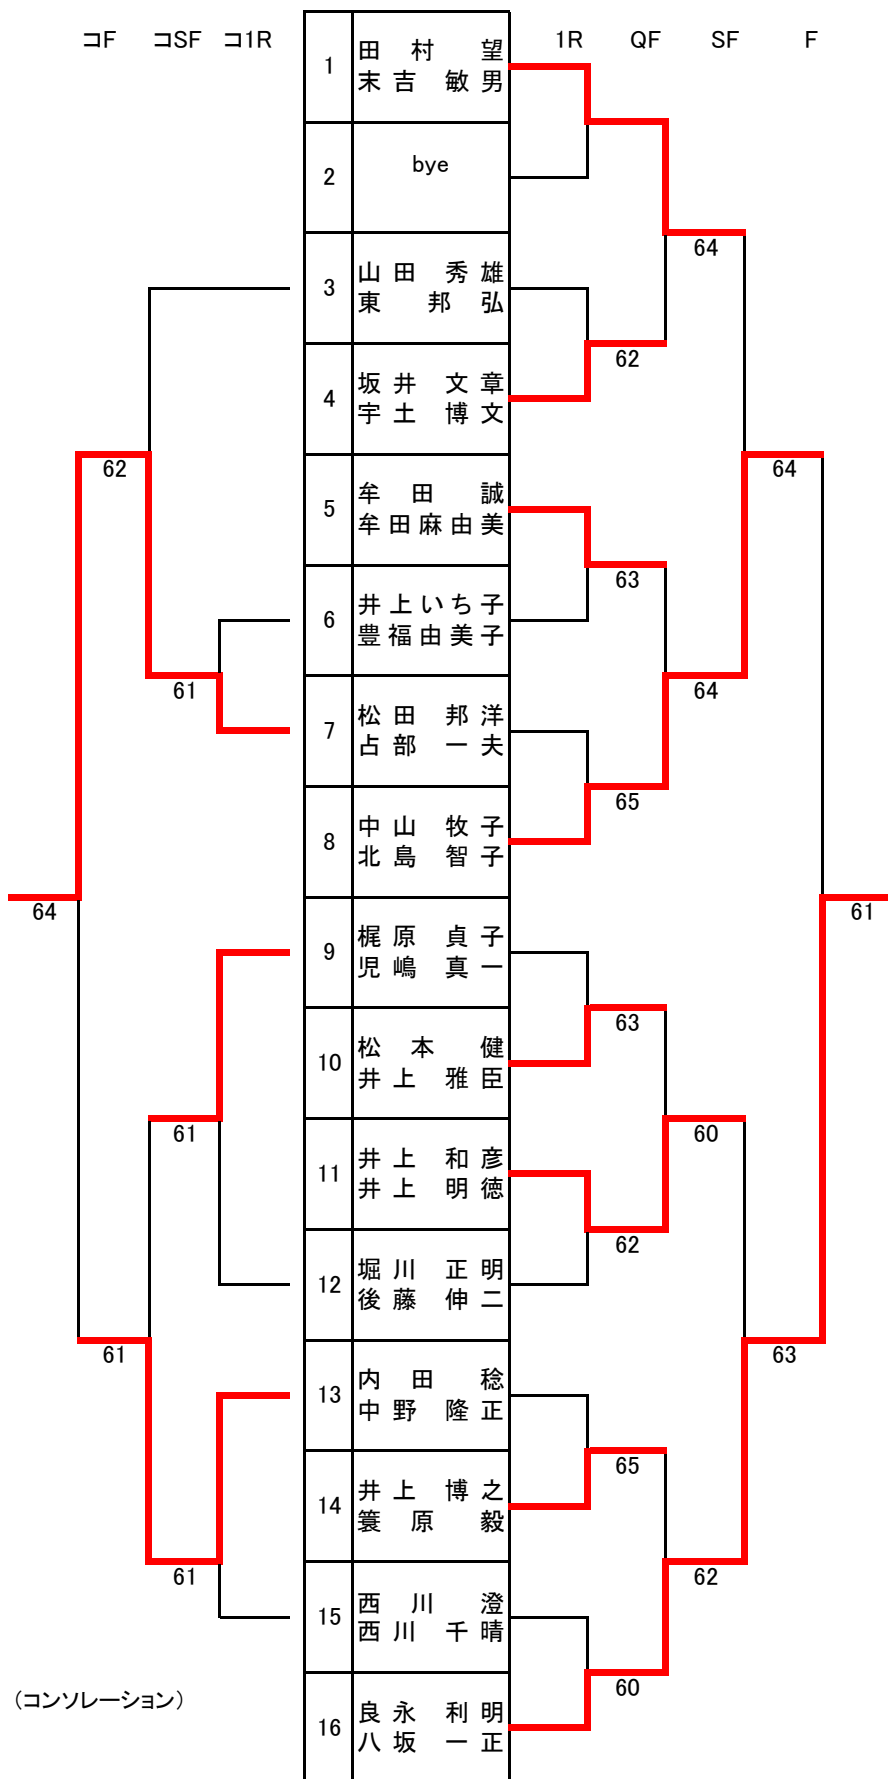 コF コSF コ1R 1R QF SF F
1 田村 望
末吉 敏男
2 bye
64
3 山田 秀雄
東 邦弘
62
4 坂井 文章
宇土 博文
62 64
5 牟田 誠
牟田麻由美
63
6 井上いち子
豊福由美子
61 64
7 松田 邦洋
占部 一夫
65
8 中山 牧子
北島 智子
64 61
9 梶原 貞子
児嶋 真一
63
10 松本 健
井上 雅臣
61 60
11 井上 和彦
井上 明徳
62
12 堀川 正明
後藤 伸二
61 63
13 内田 稔
中野 隆正
65
14 井上 博之
簑原 毅
61 62
15 西川 澄
西川 千晴
60
(コンソレーション)
16 良永 利明
八坂 一正